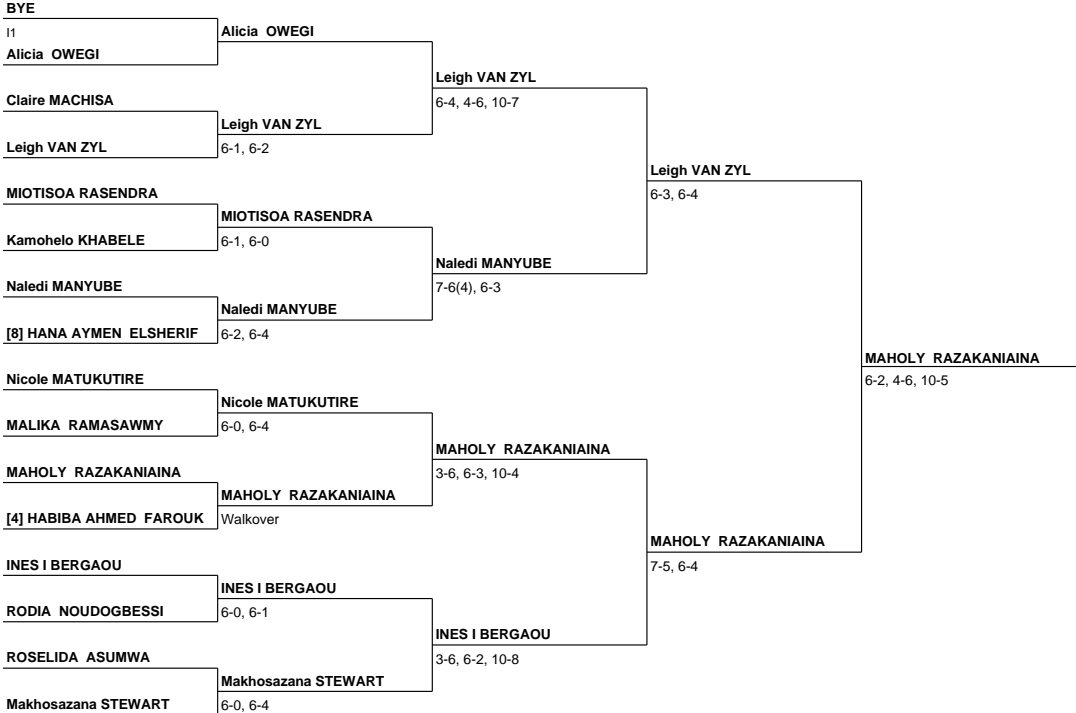 BYE
I1
Alicia OWEGI
Claire MACHISA
Leigh VAN ZYL
MIOTISOA RASENDRA
Kamohelo KHABELE
Naledi MANYUBE
[8] HANA AYMEN ELSHERIF
Nicole MATUKUTIRE
MALIKA RAMASAWMY
MAHOLY RAZAKANIAINA
[4] HABIBA AHMED FAROUK
INES I BERGAOU
RODIA NOUDOGBESSI
ROSELIDA ASUMWA
Makhosazana STEWART
Alicia OWEGI
Leigh VAN ZYL
6-1, 6-2
MIOTISOA RASENDRA
6-1, 6-0
Naledi MANYUBE
6-2, 6-4
Nicole MATUKUTIRE
6-0, 6-4
MAHOLY RAZAKANIAINA
Walkover
INES I BERGAOU
6-0, 6-1
Makhosazana STEWART
6-0, 6-4
Leigh VAN ZYL
6-4, 4-6, 10-7
Naledi MANYUBE
7-6(4), 6-3
MAHOLY RAZAKANIAINA
3-6, 6-3, 10-4
INES I BERGAOU
3-6, 6-2, 10-8
Leigh VAN ZYL
6-3, 6-4
MAHOLY RAZAKANIAINA
7-5, 6-4
MAHOLY RAZAKANIAINA
6-2, 4-6, 10-5